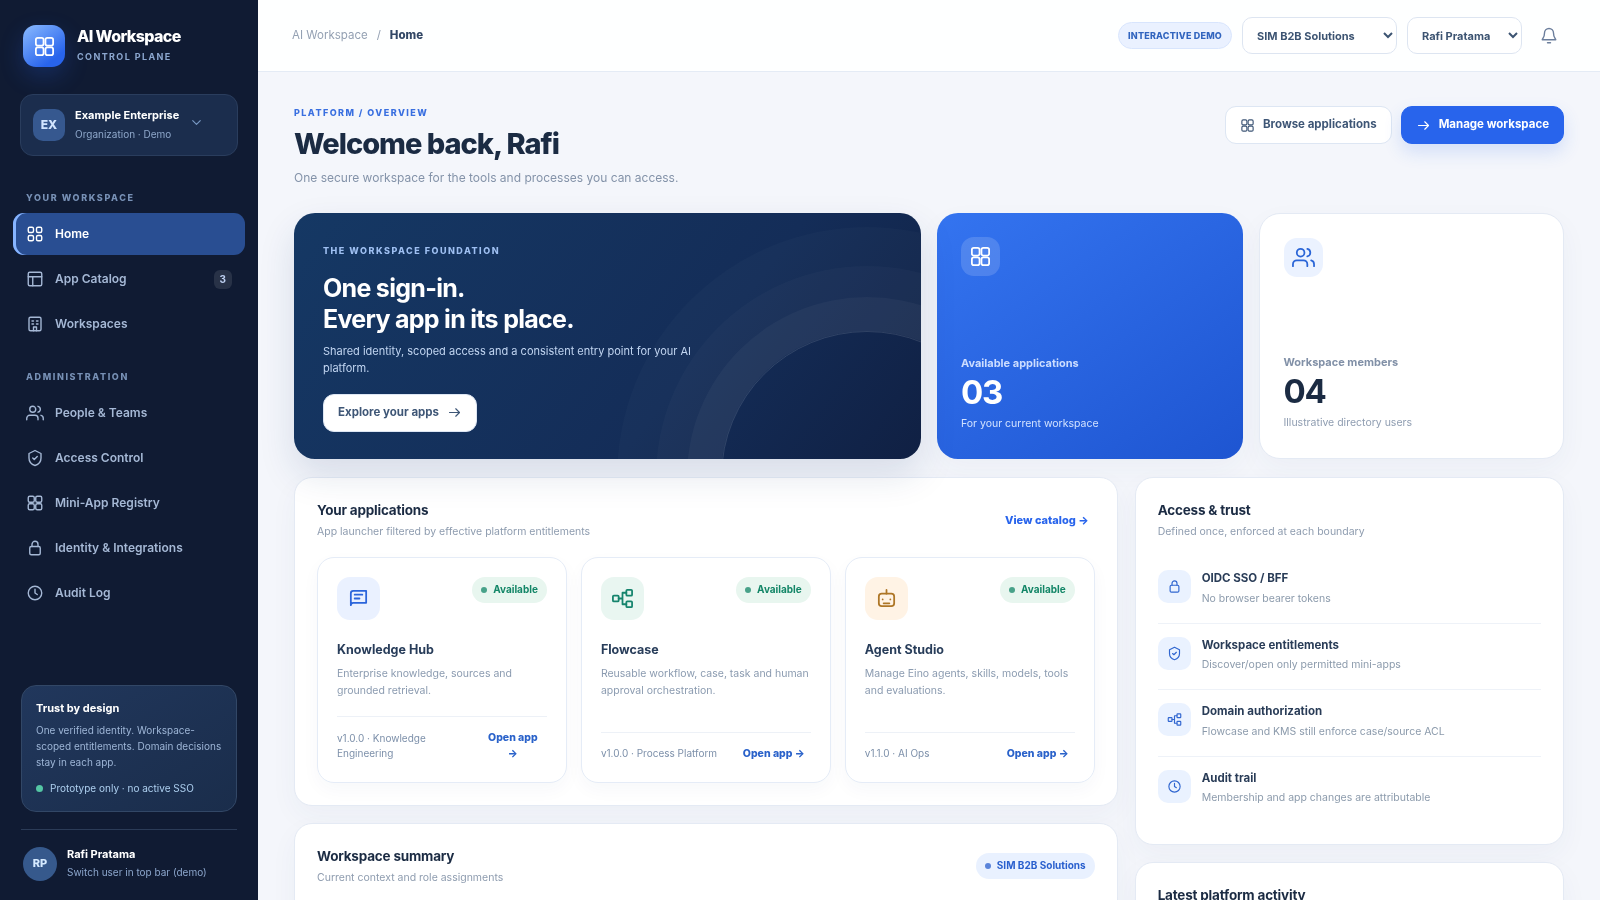 AI Workspace
CONTROL PLANE
EX
Example Enterprise
Organization · Demo
YOUR WORKSPACE
Home
App Catalog
3
Workspaces
ADMINISTRATION
People & Teams
Access Control
Mini-App Registry
Identity & Integrations
Audit Log
Trust by design
One verified identity. Workspace-
scoped entitlements. Domain decisions
stay in each app.
Prototype only · no active SSO
RP
Rafi Pratama
Switch user in top bar (demo)
AI Workspace / Home
INTERACTIVE DEMO
SIM B2B Solutions
Rafi Pratama
PLATFORM / OVERVIEW
Welcome back, Rafi
One secure workspace for the tools and processes you can access.
Browse applications
→ Manage workspace
THE WORKSPACE FOUNDATION
One sign-in.
Every app in its place.
Shared identity, scoped access and a consistent entry point for your AI
platform.
Explore your apps →
Available applications
03
For your current workspace
Workspace members
04
Illustrative directory users
Your applications
App launcher filtered by effective platform entitlements
View catalog →
Available
Knowledge Hub
Enterprise knowledge, sources and
grounded retrieval.
v1.0.0 · Knowledge
Engineering
Open app
→
Available
Flowcase
Reusable workflow, case, task and human
approval orchestration.
v1.0.0 · Process Platform
Open app →
Available
Agent Studio
Manage Eino agents, skills, models, tools
and evaluations.
v1.1.0 · AI Ops
Open app →
Access & trust
Defined once, enforced at each boundary
OIDC SSO / BFF
No browser bearer tokens
Workspace entitlements
Discover/open only permitted mini-apps
Domain authorization
Flowcase and KMS still enforce case/source ACL
Audit trail
Membership and app changes are attributable
Workspace summary
Current context and role assignments
SIM B2B Solutions
Latest platform activity